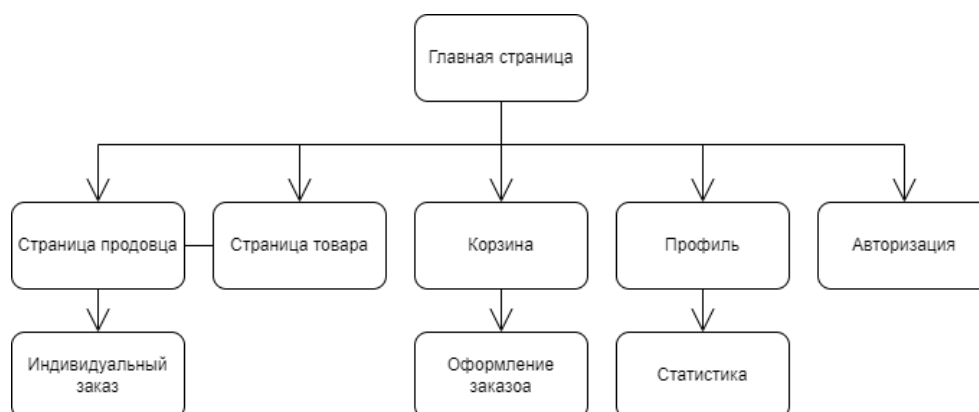 Главная страница
Страница продовца
Страница товара
Корзина
Профиль
Авторизация
Индивидуальный
заказ
Оформление
заказоа
Статистика